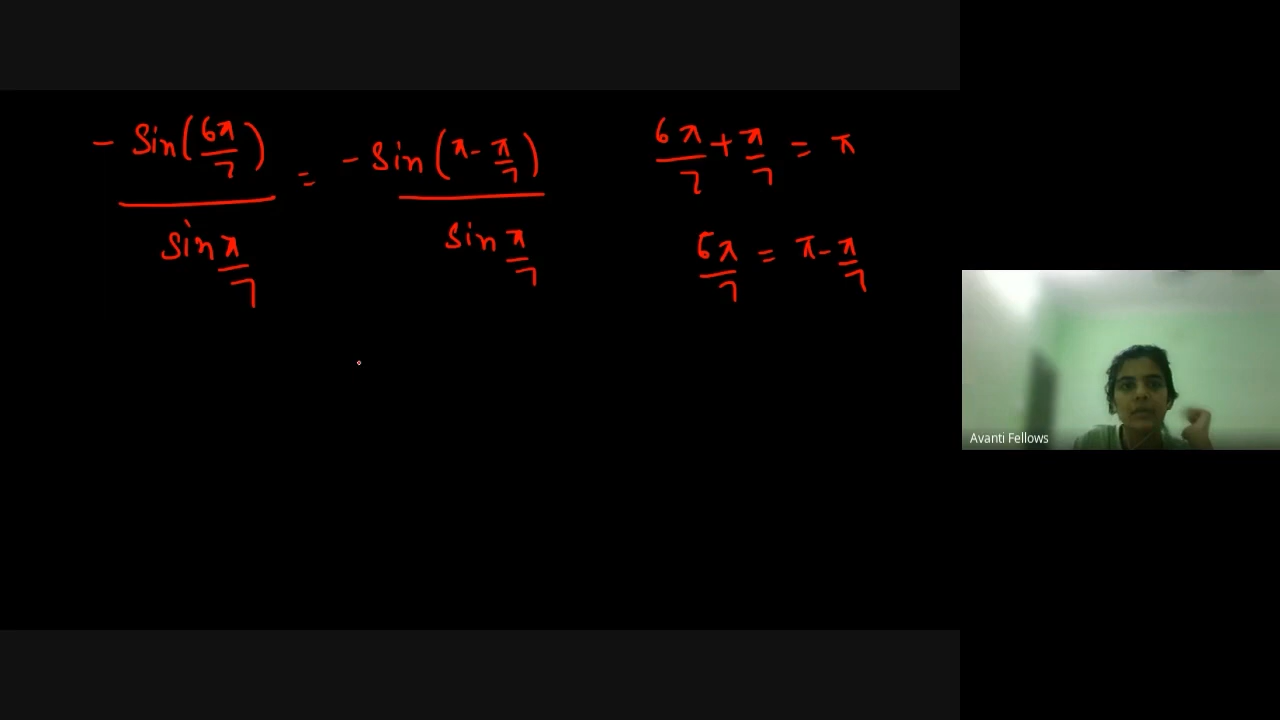 - Sin(6π/7) / sin π/7 = - Sin(π - π/7) / Sin π/7
6π/7 + π/7 = π
6π/7 = π - π/7
Avanti Fellows